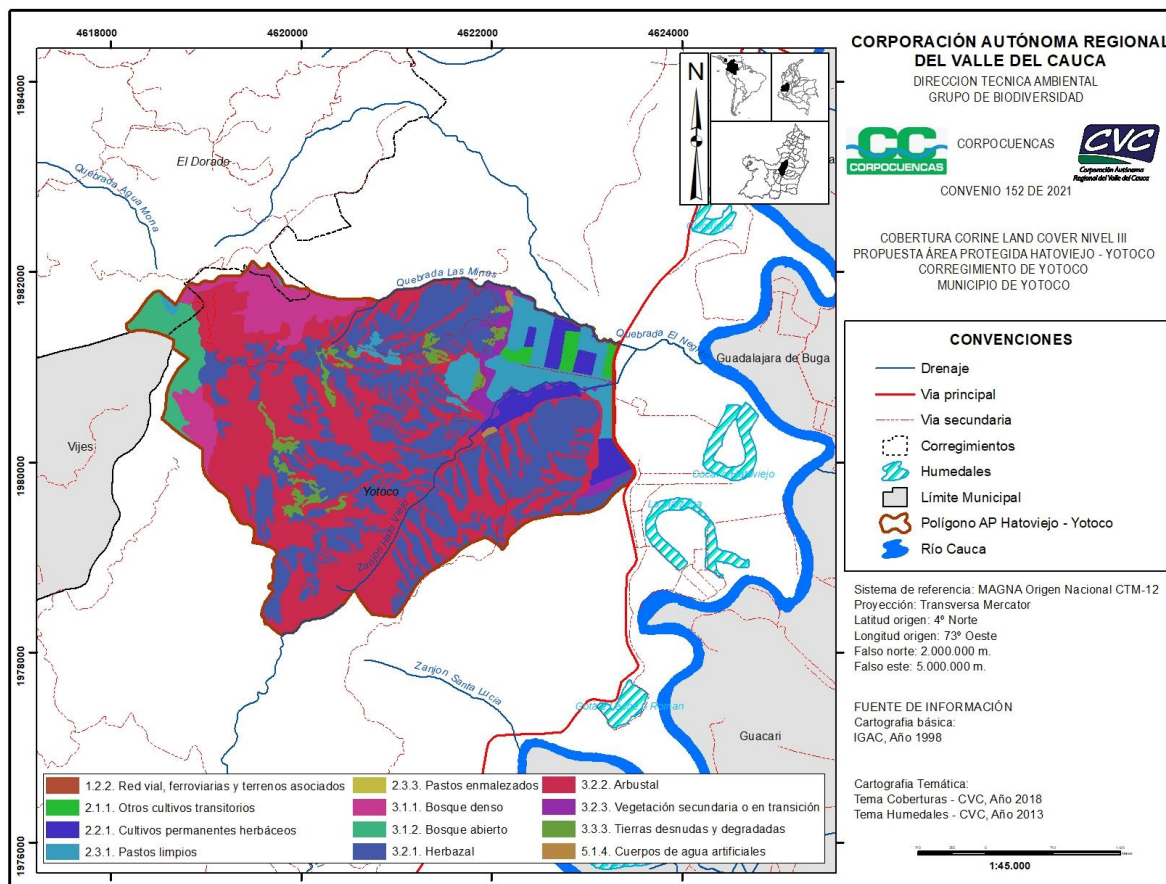 4618000
4620000
4622000
4624000
1984000
1982000
1980000
1978000
1976000
N
El Dorado
Quebrada Agua Mona
Quebrada Las Minas
Quebrada El Negrito
Guadalajara de Buga
Vijes
Yotoco
Zanjon Hato Viejo
Zanjon Santa Lucia
Guacari
CORPORACIÓN AUTÓNOMA REGIONAL
DEL VALLE DEL CAUCA
DIRECCION TECNICA AMBIENTAL
GRUPO DE BIODIVERSIDAD
CORPOCUENCAS
CORPOCUENCAS
CVC
Corporación Autónoma
Regional del Valle del Cauca
CONVENIO 152 DE 2021
COBERTURA CORINE LAND COVER NIVEL III
PROPUESTA ÁREA PROTEGIDA HATOVIEJO - YOTOCO
CORREGIMIENTO DE YOTOCO
MUNICIPIO DE YOTOCO
CONVENCIONES
Drenaje
Via principal
Via secundaria
Corregimientos
Humedales
Límite Municipal
Polígono AP Hatoviejo - Yotoco
Río Cauca
Sistema de referencia: MAGNA Origen Nacional CTM-12
Proyección: Transversa Mercator
Latitud origen: 4º Norte
Longitud origen: 73º Oeste
Falso norte: 2.000.000 m.
Falso este: 5.000.000 m.
FUENTE DE INFORMACIÓN
Cartografia básica:
IGAC, Año 1998
Cartografia Temática:
Tema Coberturas - CVC, Año 2018
Tema Humedales - CVC, Año 2013
1:45.000
1.2.2. Red vial, ferroviarias y terrenos asociados
2.1.1. Otros cultivos transitorios
2.2.1. Cultivos permanentes herbáceos
2.3.1. Pastos limpios
2.3.3. Pastos enmalezados
3.1.1. Bosque denso
3.1.2. Bosque abierto
3.2.1. Herbazal
3.2.2. Arbustal
3.2.3. Vegetación secundaria o en transición
3.3.3. Tierras desnudas y degradadas
5.1.4. Cuerpos de agua artificiales